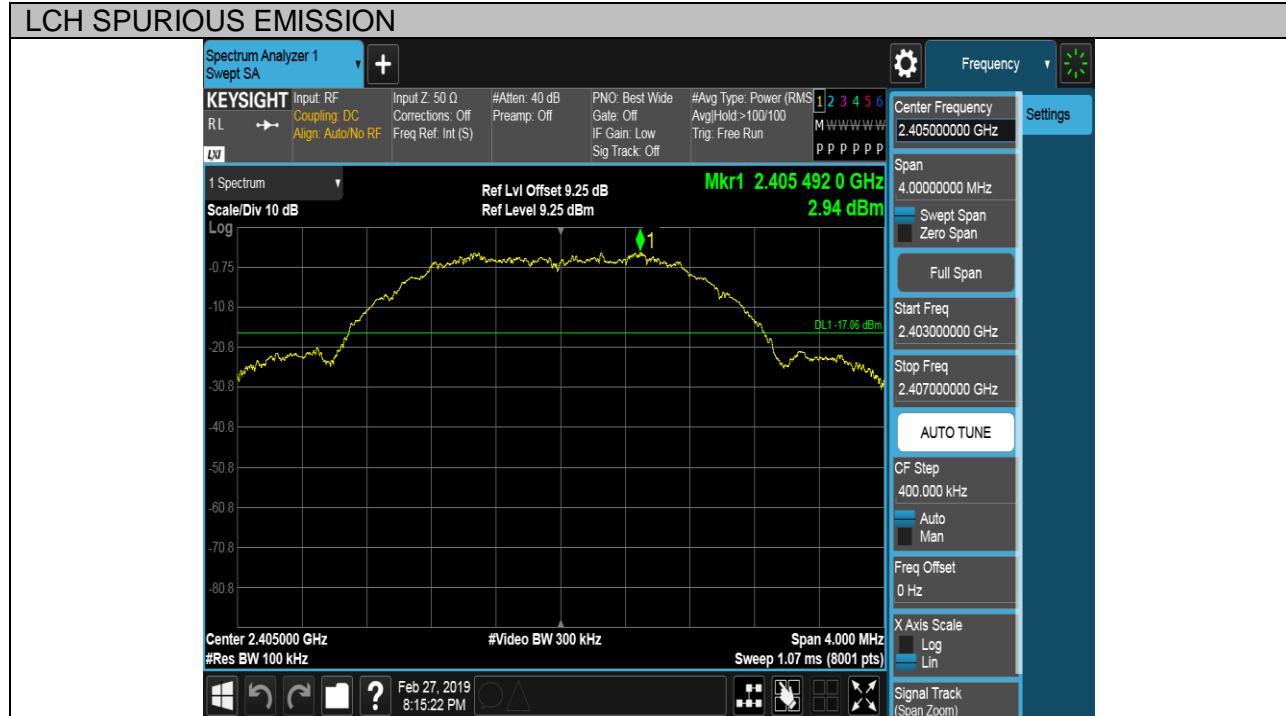 LCH SPURIOUS EMISSION
Spectrum Analyzer 1
Swept SA
Frequency
KEYSIGHT
RL
LXI
Input: RF
Coupling: DC
Align: Auto/No RF
Input Z: 50 Ω
Corrections: Off
Freq Ref: Int (S)
#Atten: 40 dB
Preamp: Off
PNO: Best Wide
Gate: Off
IF Gain: Low
Sig Track: Off
#Avg Type: Power (RMS
Avg|Hold:>100/100
Trig: Free Run
1 2 3 4 5 6
M W W W W W
P P P P P P
1 Spectrum
Scale/Div 10 dB
Log
Ref Lvl Offset 9.25 dB
Ref Level 9.25 dBm
Mkr1 2.405 492 0 GHz
2.94 dBm
1
-0.75
-10.8
-20.8
-30.8
-40.8
-50.8
-60.8
-70.8
-80.8
DL1 -17.06 dBm
Center 2.405000 GHz
#Res BW 100 kHz
#Video BW 300 kHz
Span 4.000 MHz
Sweep 1.07 ms (8001 pts)
Feb 27, 2019
8:15:22 PM
Center Frequency
2.405000000 GHz
Settings
Span
4.00000000 MHz
Swept Span
Zero Span
Full Span
Start Freq
2.403000000 GHz
Stop Freq
2.407000000 GHz
AUTO TUNE
CF Step
400.000 kHz
Auto
Man
Freq Offset
0 Hz
X Axis Scale
Log
Lin
Signal Track
(Span Zoom)